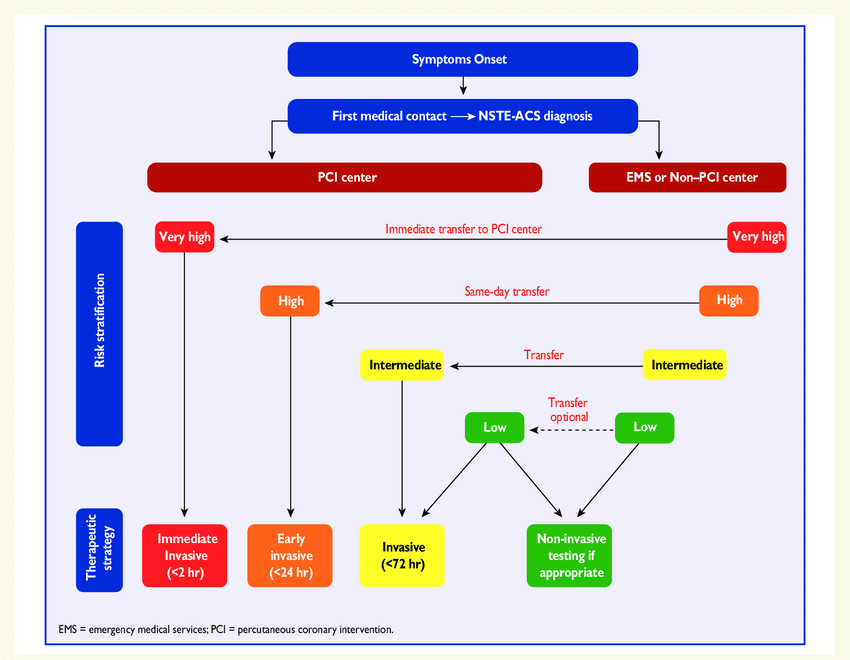 Symptoms Onset
First medical contact → NSTE-ACS diagnosis
PCI center
EMS or Non–PCI center
Risk stratification
Very high
Immediate transfer to PCI center
Very high
High
Same-day transfer
High
Intermediate
Transfer
Intermediate
Low
Transfer
optional
Low
Therapeutic
strategy
Immediate
Invasive
(<2 hr)
Early
invasive
(<24 hr)
Invasive
(<72 hr)
Non-invasive
testing if
appropriate
EMS = emergency medical services; PCI = percutaneous coronary intervention.